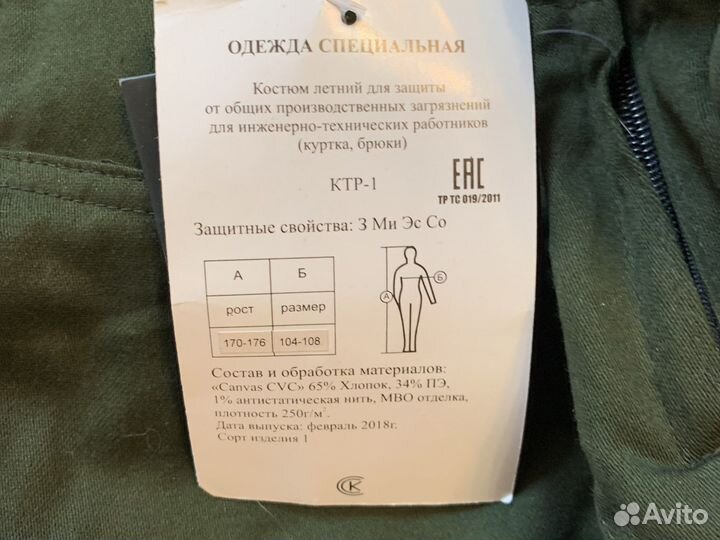 ОДЕЖДА СПЕЦИАЛЬНАЯ
Костюм летний для защиты
от общих производственных загрязнений
для инженерно-технических работников
(куртка, брюки)
КТР-1
ЕАС
ТР ТС 019/2011
Защитные свойства: З Ми Эс Со
А Б
рост размер
170-176 104-108
А
Б
Состав и обработка материалов:
«Canvas CVC» 65% Хлопок, 34% ПЭ,
1% антистатическая нить, МВО отделка,
плотность 250г/м².
Дата выпуска: февраль 2018г.
Сорт изделия 1
ССК
Avito